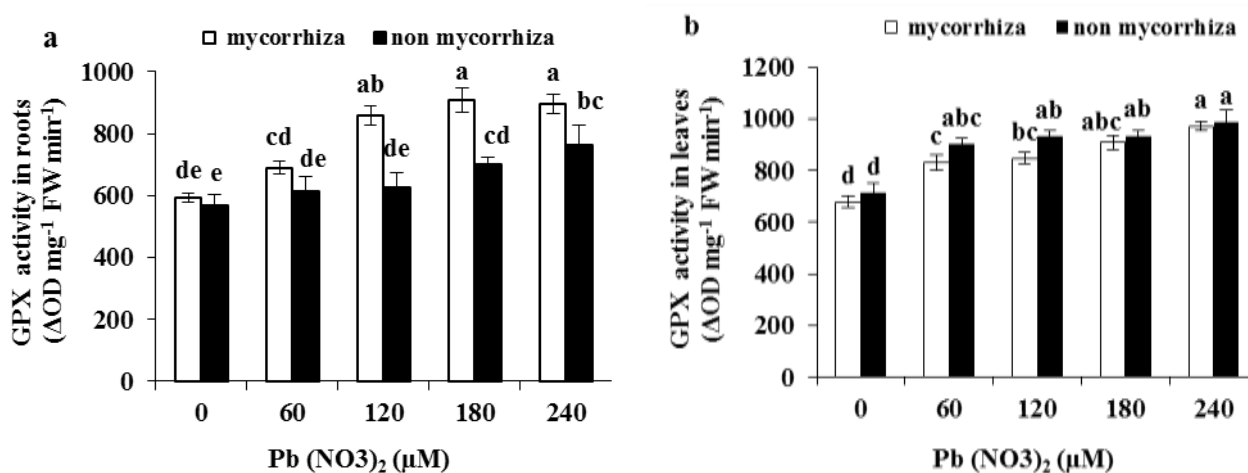 a
mycorrhiza non mycorrhiza
GPX activity in roots
(ΔOD mg⁻¹ FW min⁻¹)
1000
800
600
400
200
0
de e
cd de
ab de
a cd
a bc
0 60 120 180 240
Pb (NO3)₂ (µM)
b
mycorrhiza non mycorrhiza
GPX activity in leaves
(ΔOD mg⁻¹ FW min⁻¹)
1200
1000
800
600
400
200
0
d d
c abc
bc ab
abc ab
a a
0 60 120 180 240
Pb (NO3)₂ (µM)